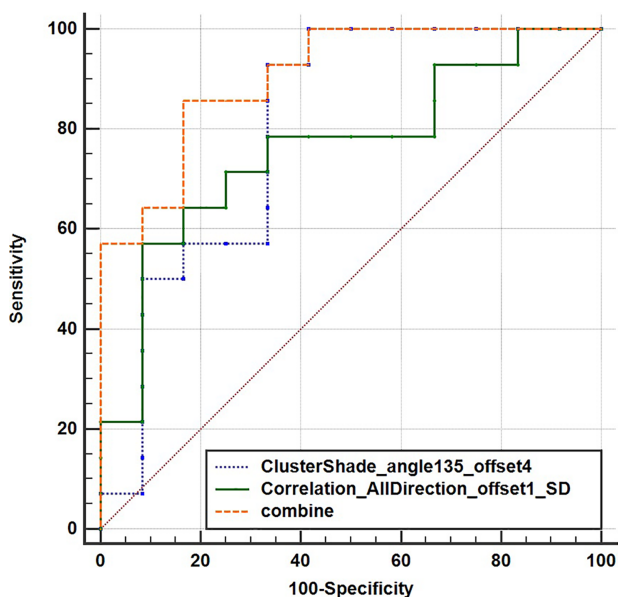 100
80
60
40
20
0
Sensitivity
ClusterShade_angle135_offset4
Correlation_AllDirection_offset1_SD
combine
0 20 40 60 80 100
100-Specificity